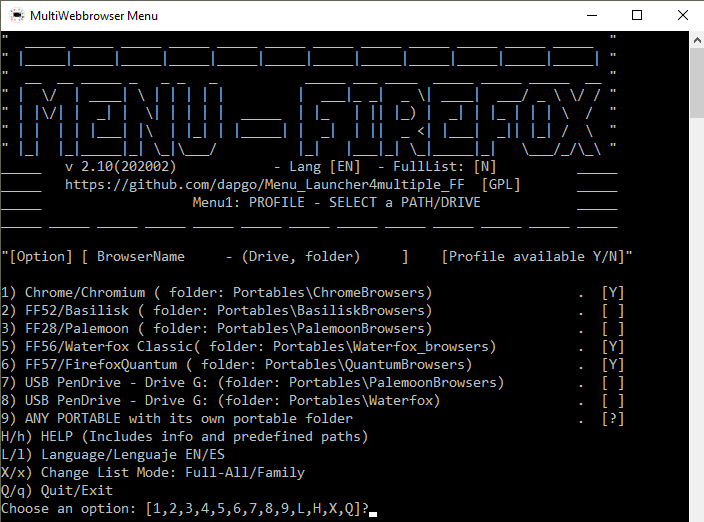 MultiWebbrowser Menu
MENU - FIREFOX
v 2.10(202002) - Lang [EN] - FullList: [N]
https://github.com/dapgo/Menu_Launcher4multiple_FF [GPL]
Menu1: PROFILE - SELECT a PATH/DRIVE
"[Option] [ BrowserName - (Drive, folder) ] [Profile available Y/N]"
1) Chrome/Chromium ( folder: Portables\ChromeBrowsers) . [Y]
2) FF52/Basilisk ( folder: Portables\BasiliskBrowsers) . [ ]
3) FF28/Palemoon ( folder: Portables\PalemoonBrowsers) . [ ]
5) FF56/Waterfox Classic( folder: Portables\Waterfox_browsers) . [Y]
6) FF57/FirefoxQuantum ( folder: Portables\QuantumBrowsers) . [Y]
7) USB PenDrive - Drive G: (folder: Portables\PalemoonBrowsers) . [ ]
8) USB PenDrive - Drive G: (folder: Portables\Waterfox) . [ ]
9) ANY PORTABLE with its own portable folder . [?]
H/h) HELP (Includes info and predefined paths)
L/l) Language/Lenguaje EN/ES
X/x) Change List Mode: Full-All/Family
Q/q) Quit/Exit
Choose an option: [1,2,3,4,5,6,7,8,9,L,H,X,Q]?